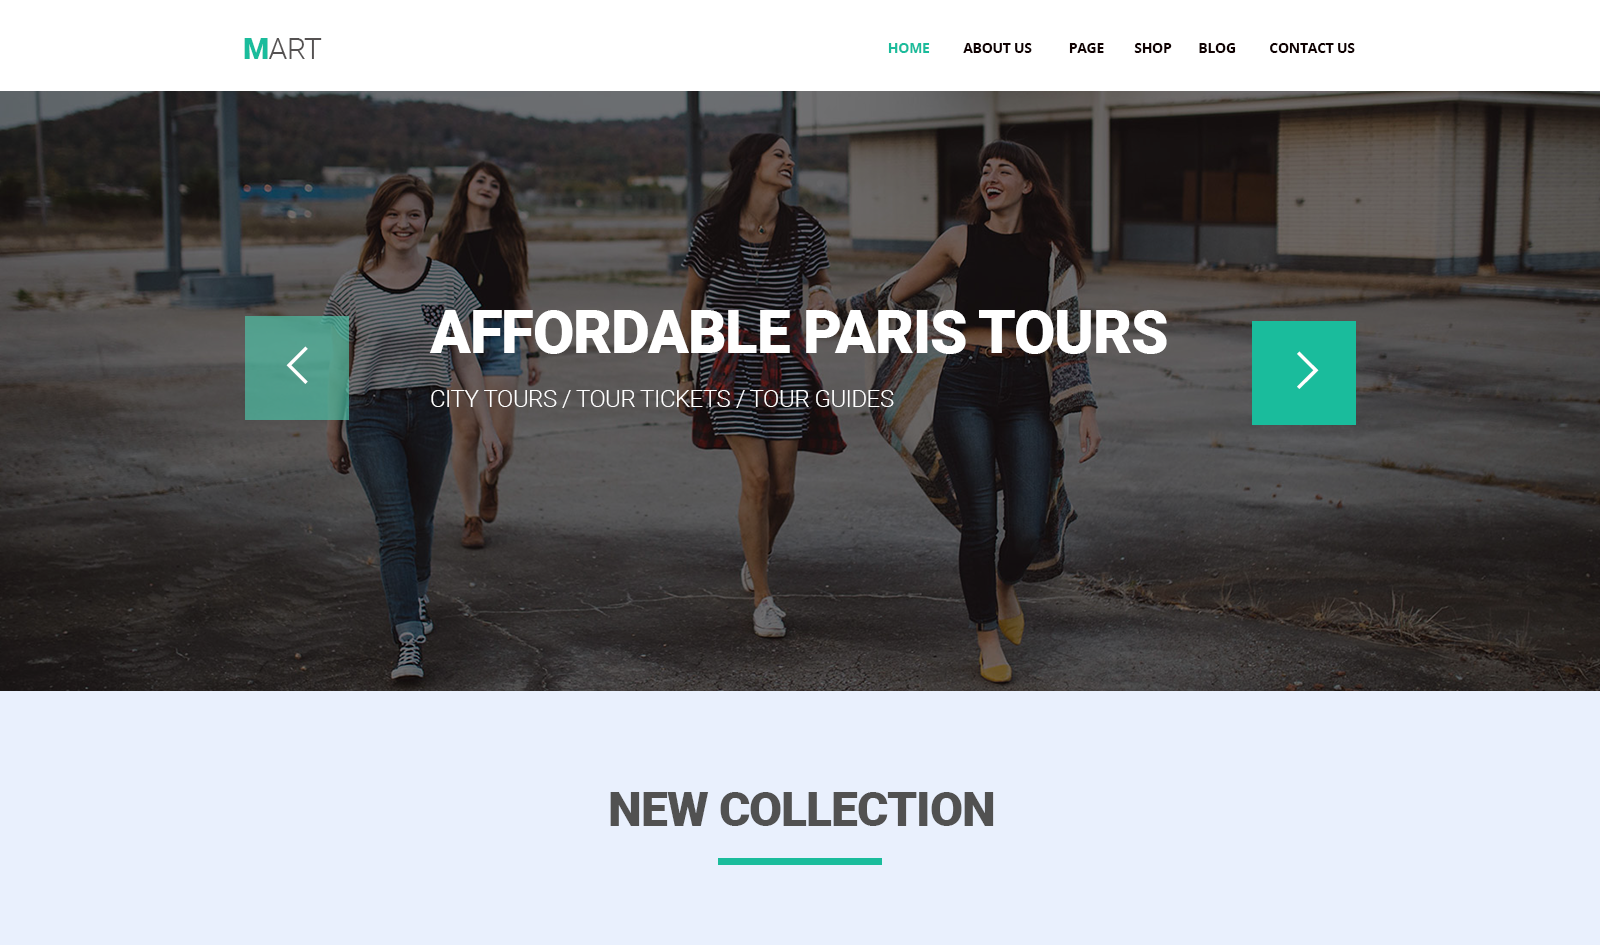 MART
HOME ABOUT US PAGE SHOP BLOG CONTACT US
AFFORDABLE PARIS TOURS
CITY TOURS / TOUR TICKETS / TOUR GUIDES
NEW COLLECTION